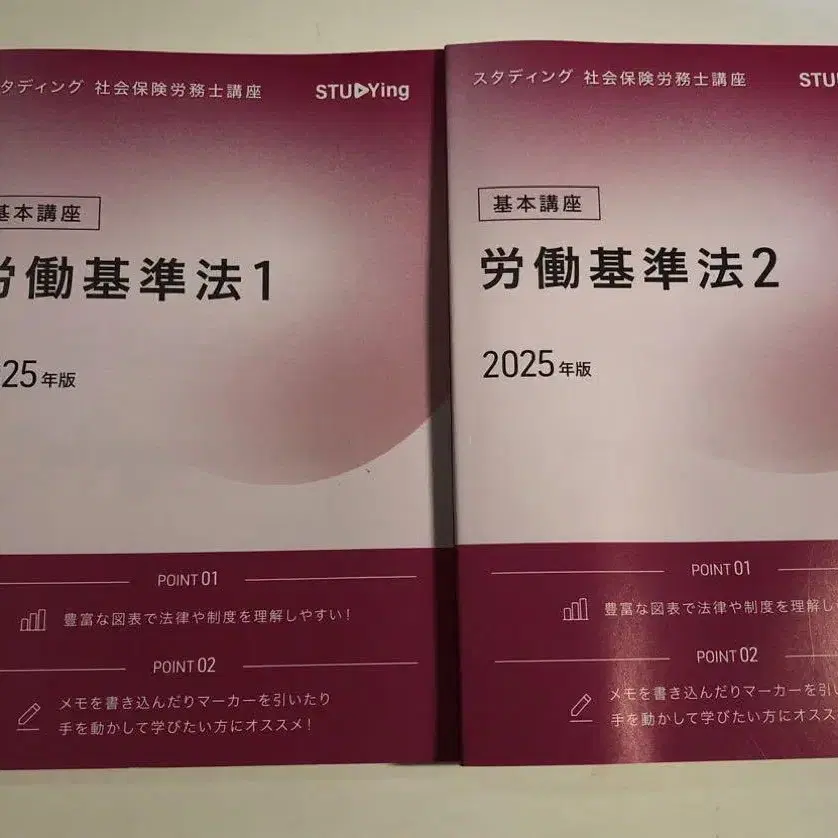 タディング 社会保険労務士講座
STUDYing
基本講座
労働基準法1
25年版
POINT 01
豊富な図表で法律や制度を理解しやすい!
POINT 02
メモを書き込んだりマーカーを引いたり
手を動かして学びたい方にオススメ!
スタディング 社会保険労務士講座
STU
基本講座
労働基準法2
2025年版
POINT 01
豊富な図表で法律や制度を理解し
POINT 02
メモを書き込んだりマーカーを引
手を動かして学びたい方にオスス